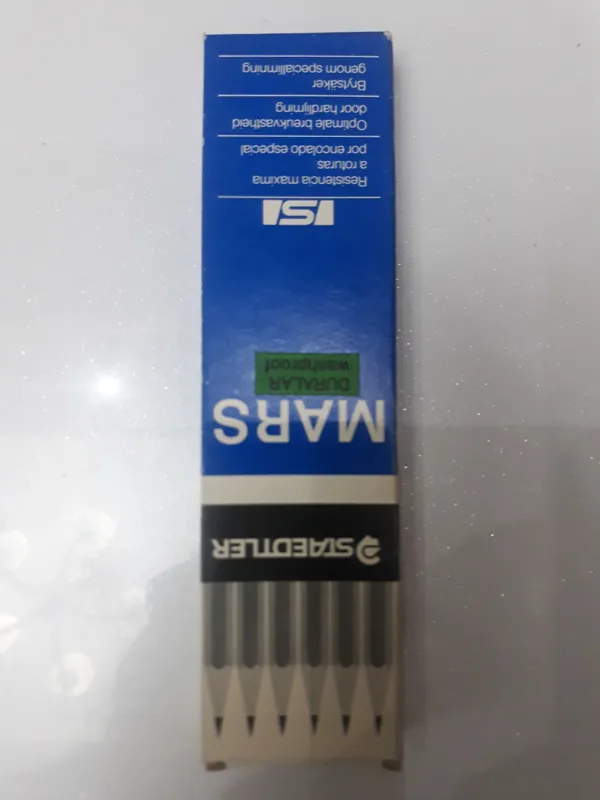 STAEDTLER
MARS
DURALAR
washproof
ISI
Resistencia maxima
a roturas
por encolado especial
Optimale breukvastheid
door hardlijming
Brytsäker
genom speciallimning